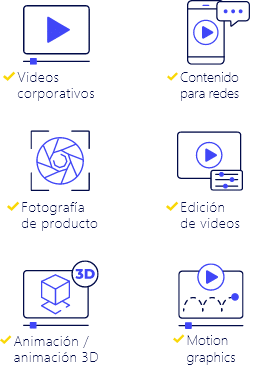 Videos
corporativos
Contenido
para redes
Fotografía
de producto
Edición
de videos
3D
Animación /
animación 3D
Motion
graphics